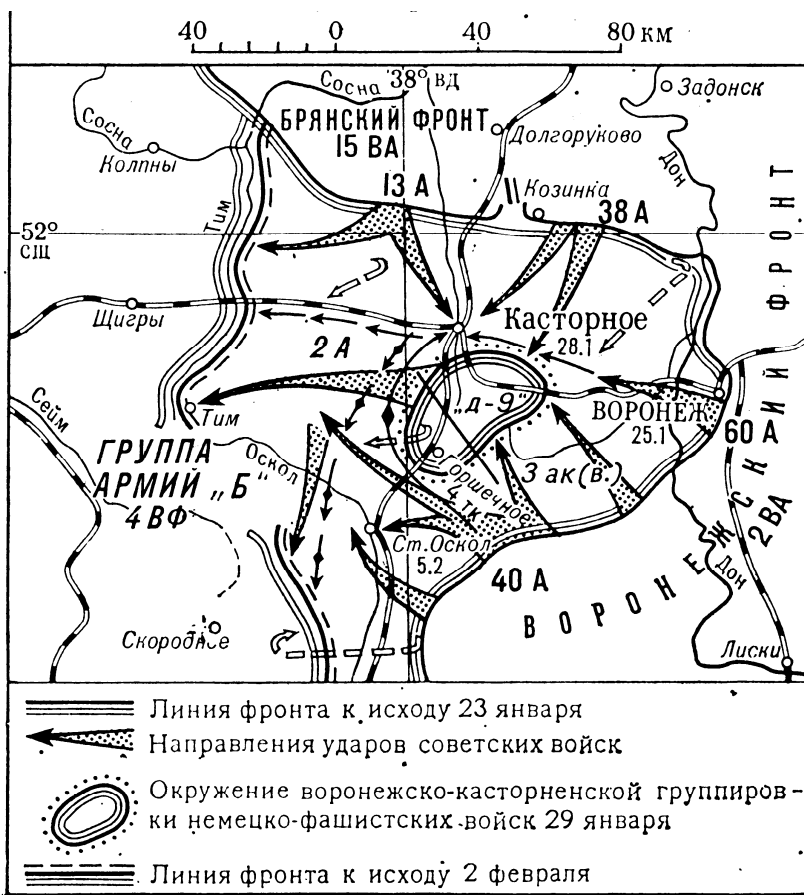 40 0 40 80 км
Сосна
38° вд
Сосна
Колпны
БРЯНСКИЙ ФРОНТ
15 ВА
Долгоруково
Задонск
Дон
13 А
Козинка
38 А
Тим
52°
сш
Щигры
2 А
Касторное
28.1
„д-9"
Тим
ВОРОНЕЖ
25.1
60 А
Сейм
ГРУППА
АРМИЙ „Б"
4 ВФ
Оскол
Горшечное
4 тк
3 ак(в.)
Ст. Оскол
5.2
40 А
2 ВА
ВОРОНЕЖСКИЙ ФРОНТ
Дон
Скородное
Лиски
Линия фронта к исходу 23 января
Направления ударов советских войск
Окружение воронежско-касторненской группиров-
ки немецко-фашистских войск 29 января
Линия фронта к исходу 2 февраля